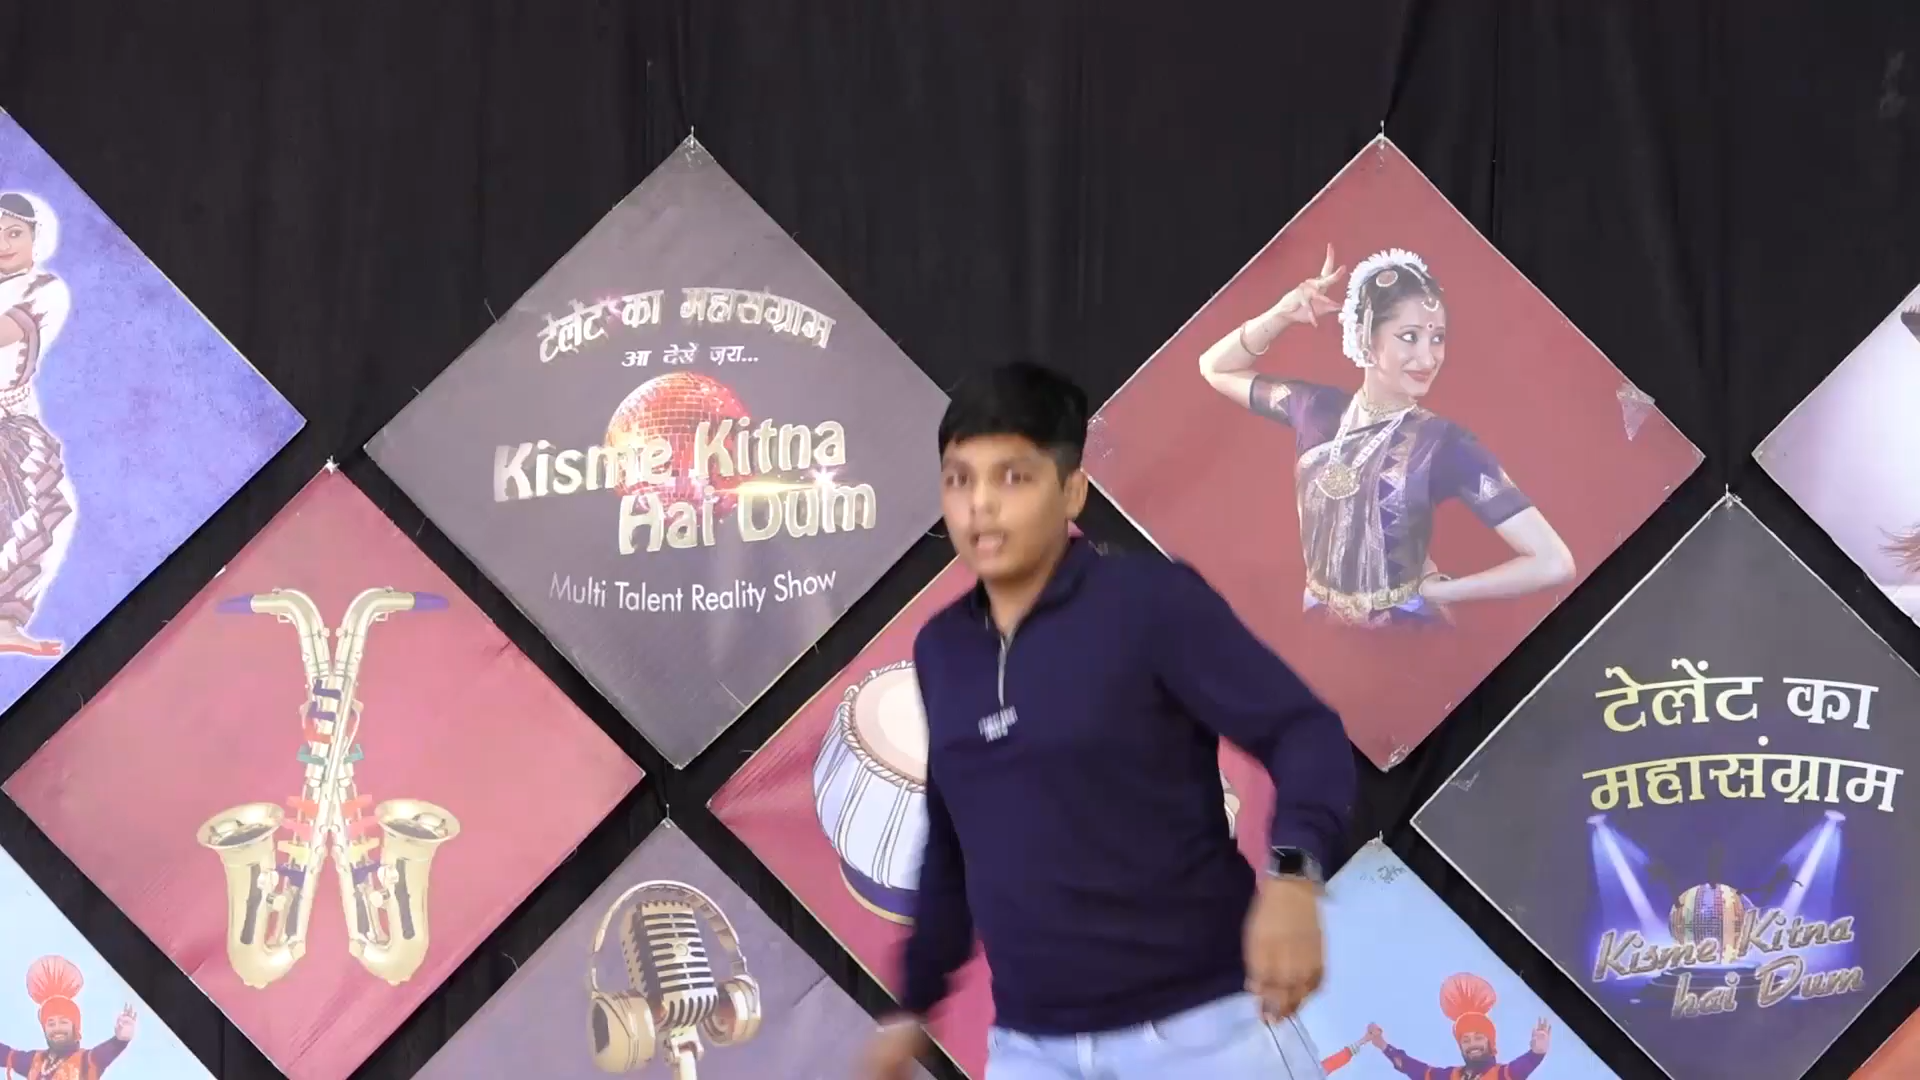 टेलेंट का महासंग्राम
आ देखें ज़रा...
Kisme Kitna
Hai Dum
Multi Talent Reality Show
टेलेंट का
महासंग्राम
Kisme Kitna
hai Dum